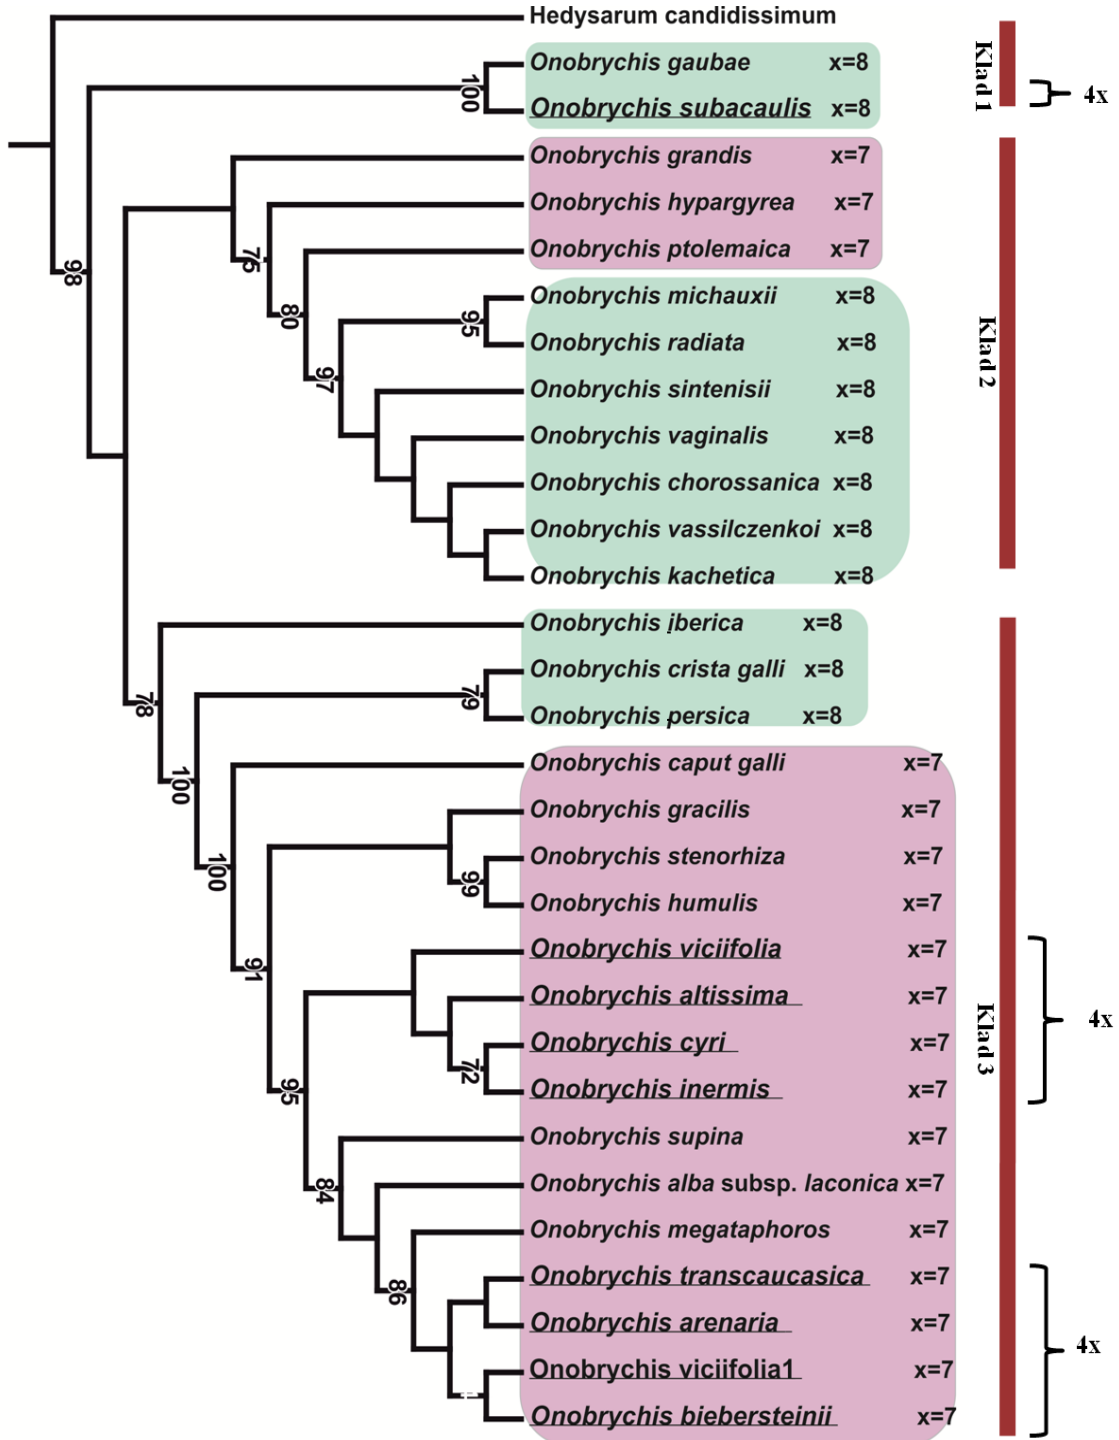 Hedysarum candidissimum
Onobrychis gaubae x=8
Onobrychis subacaulis x=8
100
Klad 1
4x
Onobrychis grandis x=7
Onobrychis hypargyrea x=7
Onobrychis ptolemaica x=7
75
98
80
Onobrychis michauxii x=8
Onobrychis radiata x=8
95
97
Onobrychis sintenisii x=8
Onobrychis vaginalis x=8
Onobrychis chorossanica x=8
Onobrychis vassilczenkoi x=8
Onobrychis kachetica x=8
Klad 2
Onobrychis iberica x=8
Onobrychis crista galli x=8
Onobrychis persica x=8
79
78
100
Onobrychis caput galli x=7
Onobrychis gracilis x=7
Onobrychis stenorhiza x=7
Onobrychis humulis x=7
100
99
91
Onobrychis viciifolia x=7
Onobrychis altissima x=7
Onobrychis cyri x=7
Onobrychis inermis x=7
72
95
4x
Klad 3
Onobrychis supina x=7
Onobrychis alba subsp. laconica x=7
Onobrychis megataphoros x=7
84
86
Onobrychis transcaucasica x=7
Onobrychis arenaria x=7
Onobrychis viciifolia1 x=7
Onobrychis biebersteinii x=7
4x